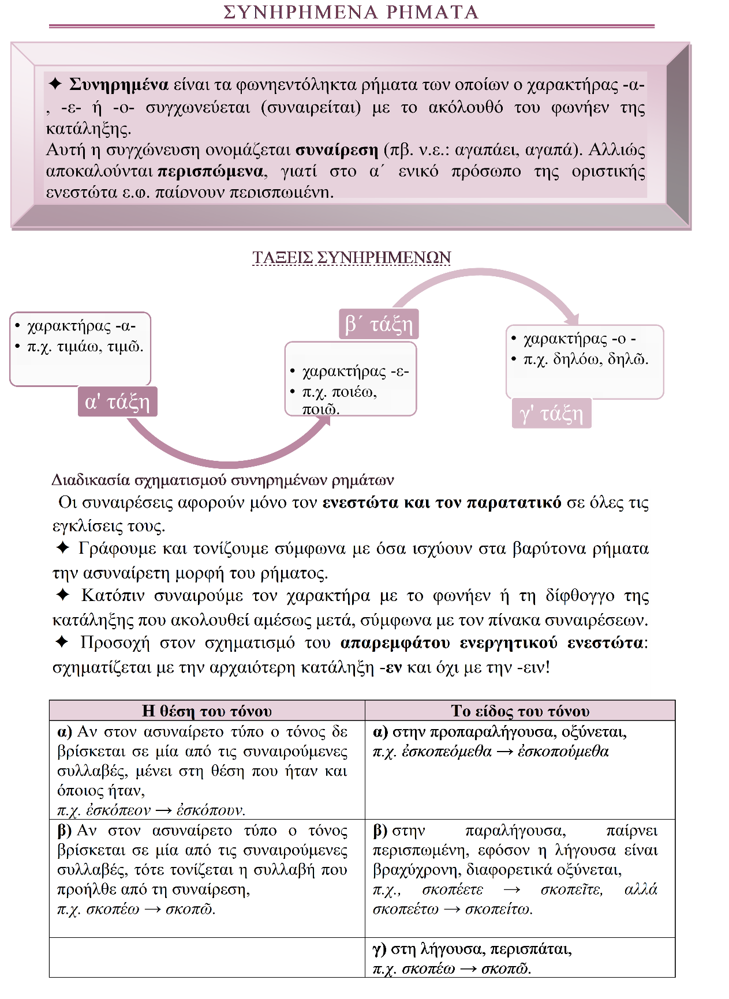 ΣΥΝΗΡΗΜΕΝΑ ΡΗΜΑΤΑ
✦ Συνηρημένα είναι τα φωνηεντόληκτα ρήματα των οποίων ο χαρακτήρας -α-
, -ε- ή -ο- συγχωνεύεται (συναιρείται) με το ακόλουθό του φωνήεν της
κατάληξης.
Αυτή η συγχώνευση ονομάζεται συναίρεση (πβ. ν.ε.: αγαπάει, αγαπά). Αλλιώς
αποκαλούνται περισπώμενα, γιατί στο α΄ ενικό πρόσωπο της οριστικής
ενεστώτα ε.φ. παίρνουν περισπωμένη.
ΤΑΞΕΙΣ ΣΥΝΗΡΗΜΕΝΩΝ
• χαρακτήρας -α-
• π.χ. τιμάω, τιμῶ.
α' τάξη
β΄ τάξη
• χαρακτήρας -ε-
• π.χ. ποιέω,
ποιῶ.
• χαρακτήρας -ο -
• π.χ. δηλόω, δηλῶ.
γ' τάξη
Διαδικασία σχηματισμού συνηρημένων ρημάτων
Οι συναιρέσεις αφορούν μόνο τον ενεστώτα και τον παρατατικό σε όλες τις
εγκλίσεις τους.
✦ Γράφουμε και τονίζουμε σύμφωνα με όσα ισχύουν στα βαρύτονα ρήματα
την ασυναίρετη μορφή του ρήματος.
✦ Κατόπιν συναιρούμε τον χαρακτήρα με το φωνήεν ή τη δίφθογγο της
κατάληξης που ακολουθεί αμέσως μετά, σύμφωνα με τον πίνακα συναιρέσεων.
✦ Προσοχή στον σχηματισμό του απαρεμφάτου ενεργητικού ενεστώτα:
σχηματίζεται με την αρχαιότερη κατάληξη -εν και όχι με την -ειν!
Η θέση του τόνου
Το είδος του τόνου
α) Αν στον ασυναίρετο τύπο ο τόνος δε
βρίσκεται σε μία από τις συναιρούμενες
συλλαβές, μένει στη θέση που ήταν και
όποιος ήταν,
π.χ. ἐσκόπεον → ἐσκόπουν.
α) στην προπαραλήγουσα, οξύνεται,
π.χ. ἐσκοπεόμεθα → ἐσκοπούμεθα
β) Αν στον ασυναίρετο τύπο ο τόνος
βρίσκεται σε μία από τις συναιρούμενες
συλλαβές, τότε τονίζεται η συλλαβή που
προήλθε από τη συναίρεση,
π.χ. σκοπέω → σκοπῶ.
β) στην παραλήγουσα, παίρνει
περισπωμένη, εφόσον η λήγουσα είναι
βραχύχρονη, διαφορετικά οξύνεται,
π.χ., σκοπέετε → σκοπεῖτε, αλλά
σκοπεέτω → σκοπείτω.
γ) στη λήγουσα, περισπάται,
π.χ. σκοπέω → σκοπῶ.